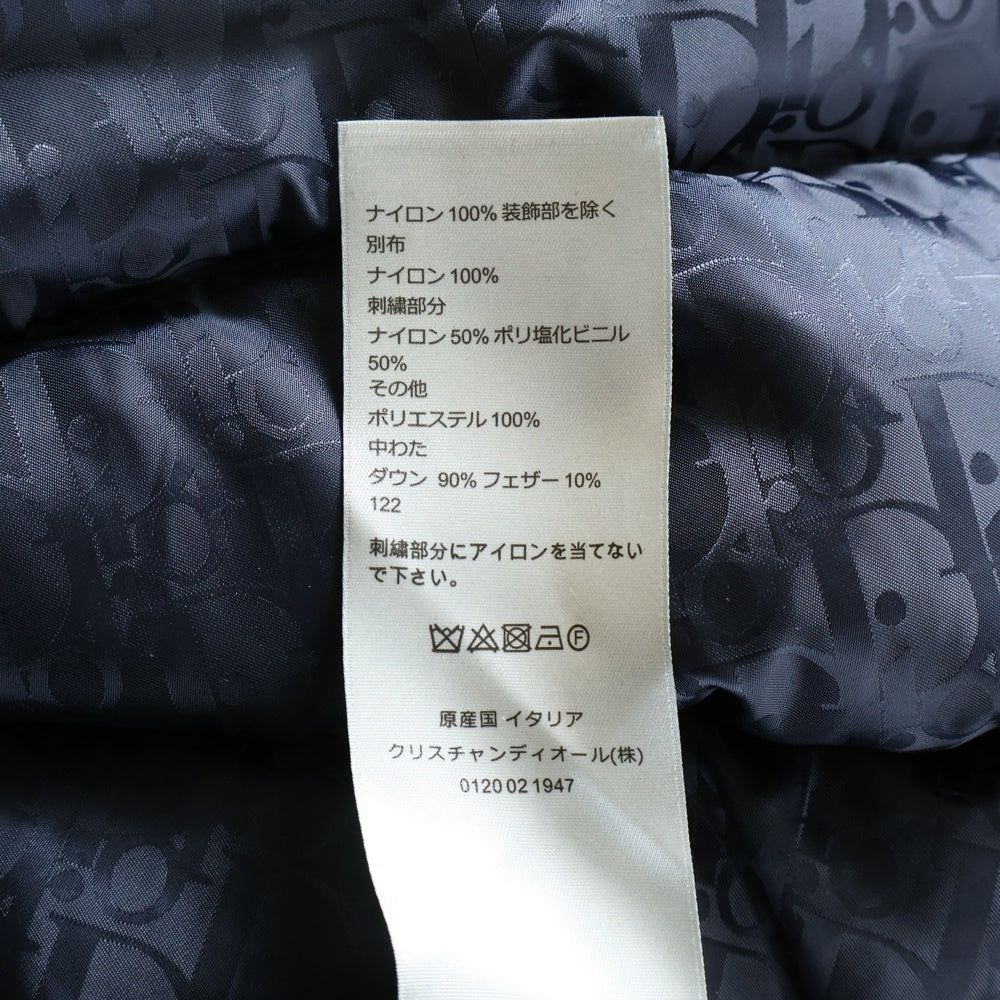 ナイロン 100% 装飾部を除く
別布
ナイロン 100%
刺繍部分
ナイロン 50% ポリ塩化ビニル
50%
その他
ポリエステル 100%
中わた
ダウン 90% フェザー 10%
122
刺繍部分にアイロンを当てない
で下さい。
F
原産国 イタリア
クリスチャンディオール(株)
0120 02 1947
Dior